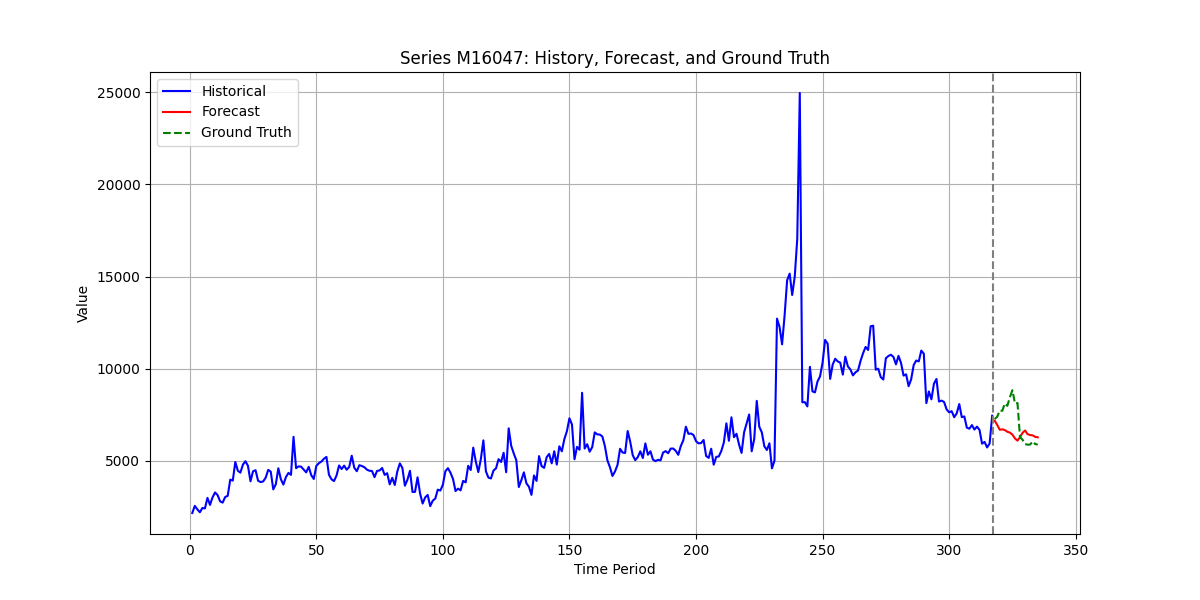 Series M16047: History, Forecast, and Ground Truth
Historical
Forecast
Ground Truth
25000
20000
15000
10000
5000
Value
0 50 100 150 200 250 300 350
Time Period